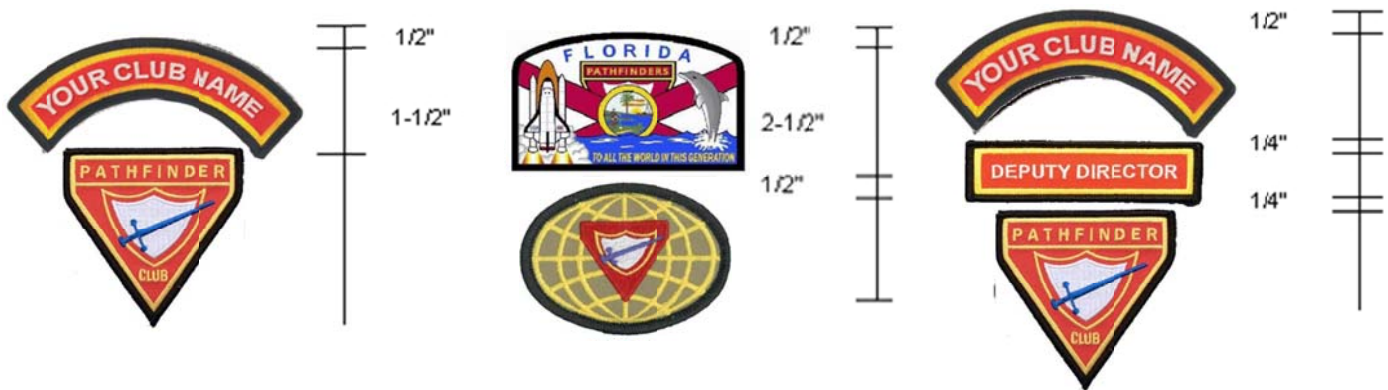 YOUR CLUB NAME
PATHFINDER
CLUB
1/2"
1-1/2"
FLORIDA
PATHFINDERS
TO ALL THE WORLD IN THIS GENERATION
1/2"
2-1/2"
1/2"
YOUR CLUB NAME
DEPUTY DIRECTOR
PATHFINDER
CLUB
1/2"
1/4"
1/4"